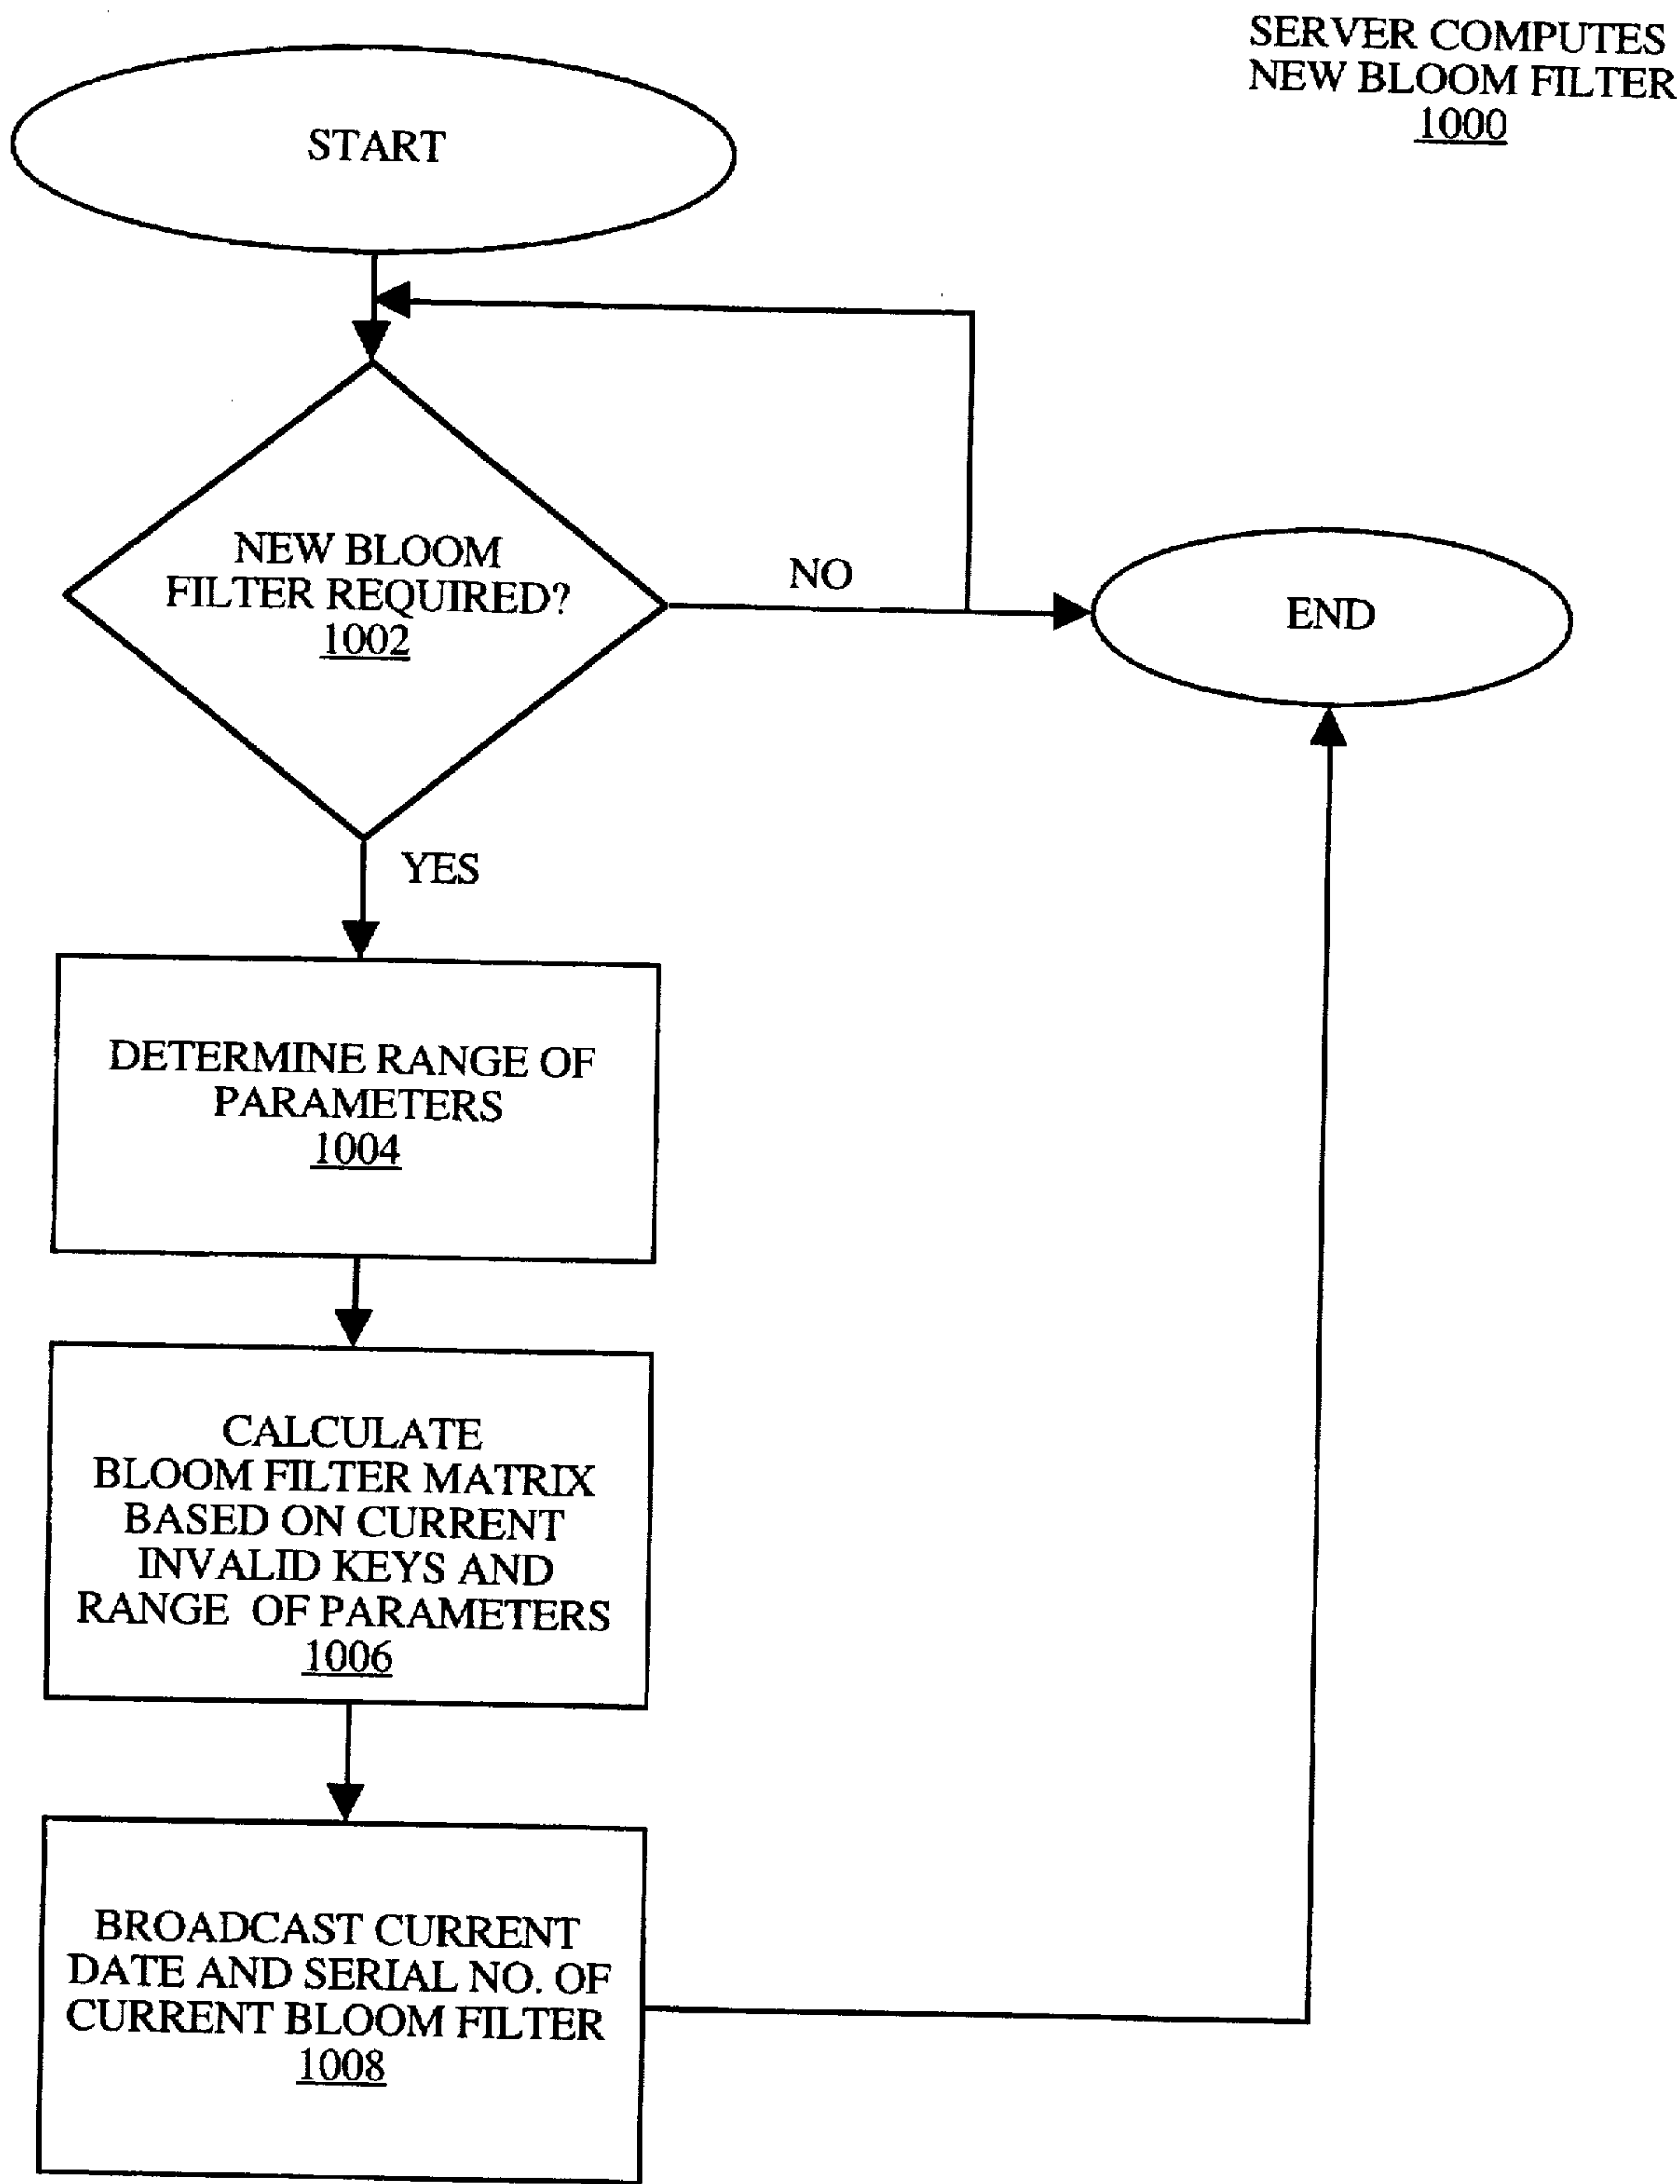 SERVER COMPUTES
NEW BLOOM FILTER
1000
START
NEW BLOOM
FILTER REQUIRED?
1002
NO
END
YES
DETERMINE RANGE OF
PARAMETERS
1004
CALCULATE
BLOOM FILTER MATRIX
BASED ON CURRENT
INVALID KEYS AND
RANGE OF PARAMETERS
1006
BROADCAST CURRENT
DATE AND SERIAL NO. OF
CURRENT BLOOM FILTER
1008